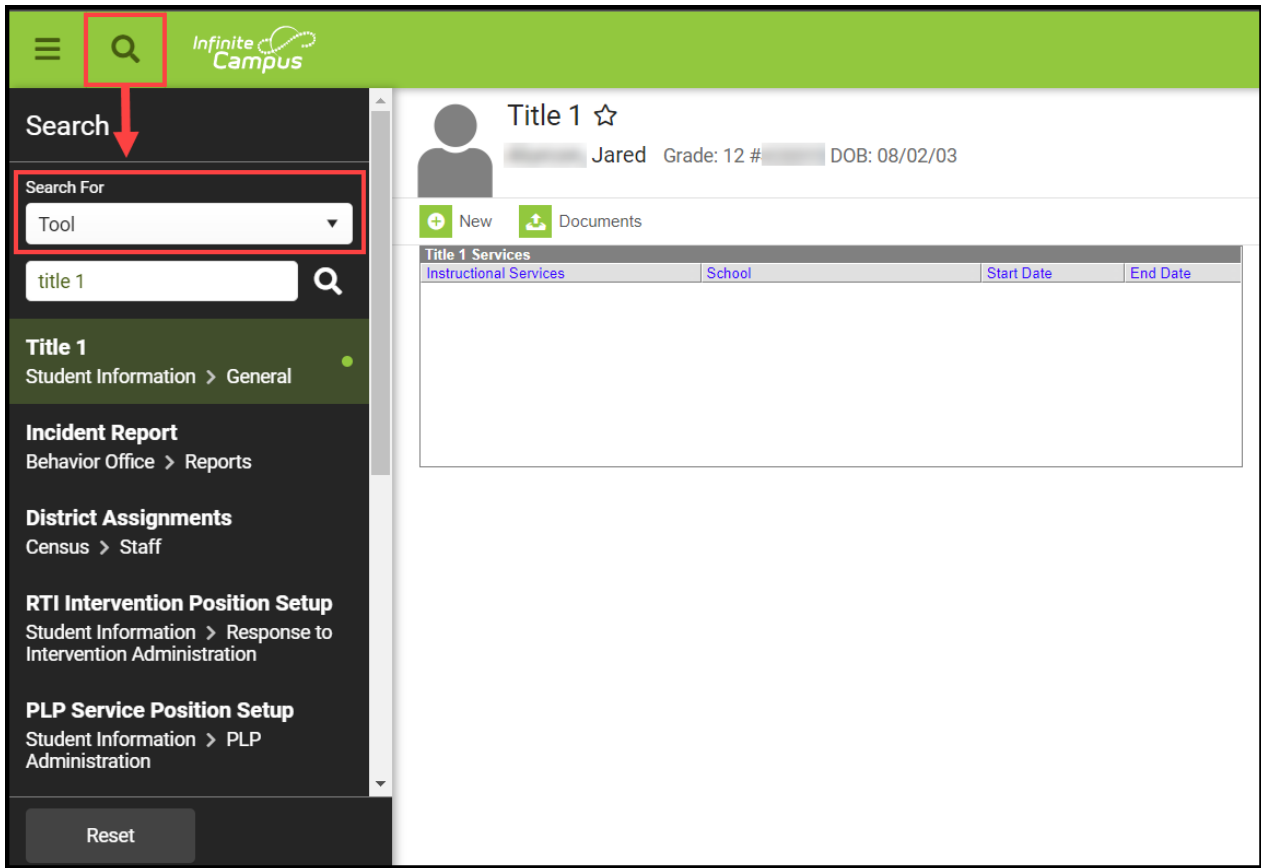 Infinite
Campus
Search
Search For
Tool
title 1
Title 1
Student Information > General
Incident Report
Behavior Office > Reports
District Assignments
Census > Staff
RTI Intervention Position Setup
Student Information > Response to
Intervention Administration
PLP Service Position Setup
Student Information > PLP
Administration
Reset
Title 1
Jared Grade: 12 # DOB: 08/02/03
New Documents
Title 1 Services
Instructional Services School Start Date End Date